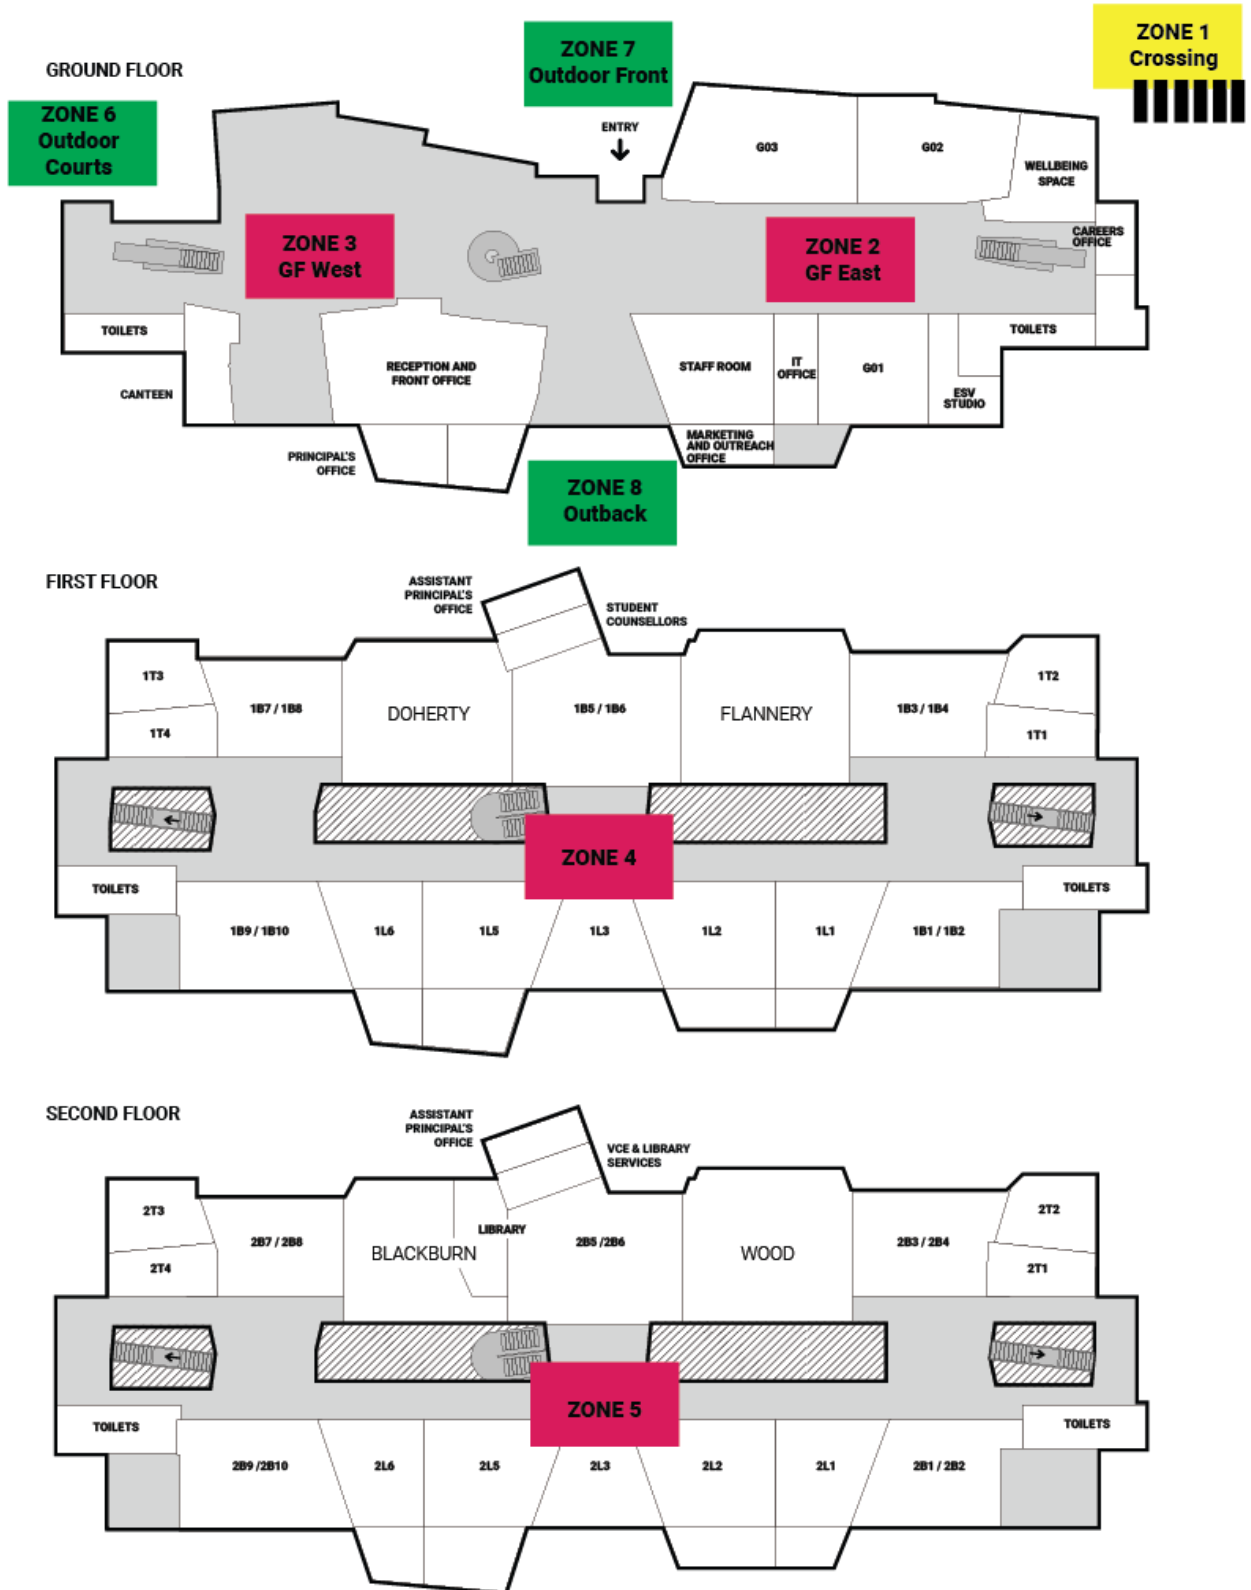 ZONE 1
Crossing
ZONE 7
Outdoor Front
GROUND FLOOR
ZONE 6
Outdoor
Courts
ENTRY
G03
G02
WELLBEING
SPACE
CAREERS
OFFICE
ZONE 3
GF West
ZONE 2
GF East
TOILETS
CANTEEN
RECEPTION AND
FRONT OFFICE
STAFF ROOM
IT
OFFICE
G01
ESV
STUDIO
TOILETS
PRINCIPAL'S
OFFICE
MARKETING
AND OUTREACH
OFFICE
ZONE 8
Outback
FIRST FLOOR
ASSISTANT
PRINCIPAL'S
OFFICE
STUDENT
COUNSELLORS
1T3
1T4
1B7 / 1B8
DOHERTY
1B5 / 1B6
FLANNERY
1B3 / 1B4
1T2
1T1
ZONE 4
TOILETS
TOILETS
1B9 / 1B10
1L6
1L5
1L3
1L2
1L1
1B1 / 1B2
SECOND FLOOR
ASSISTANT
PRINCIPAL'S
OFFICE
VCE & LIBRARY
SERVICES
2T3
2T4
2B7 / 2B8
BLACKBURN
LIBRARY
2B5 /2B6
WOOD
2B3 / 2B4
2T2
2T1
ZONE 5
TOILETS
TOILETS
2B9 /2B10
2L6
2L5
2L3
2L2
2L1
2B1 / 2B2